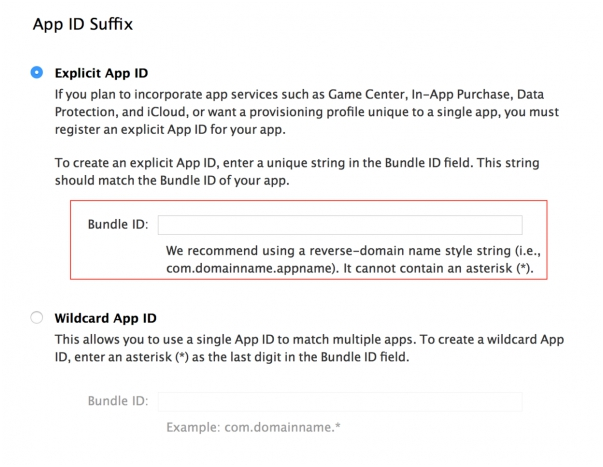 App ID Suffix
Explicit App ID
If you plan to incorporate app services such as Game Center, In-App Purchase, Data
Protection, and iCloud, or want a provisioning profile unique to a single app, you must
register an explicit App ID for your app.
To create an explicit App ID, enter a unique string in the Bundle ID field. This string
should match the Bundle ID of your app.
Bundle ID:
We recommend using a reverse-domain name style string (i.e.,
com.domainname.appname). It cannot contain an asterisk (*).
Wildcard App ID
This allows you to use a single App ID to match multiple apps. To create a wildcard App
ID, enter an asterisk (*) as the last digit in the Bundle ID field.
Bundle ID:
Example: com.domainname.*